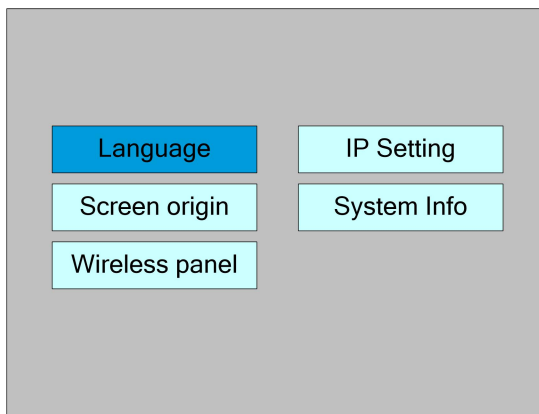 Language
IP Setting
Screen origin
System Info
Wireless panel